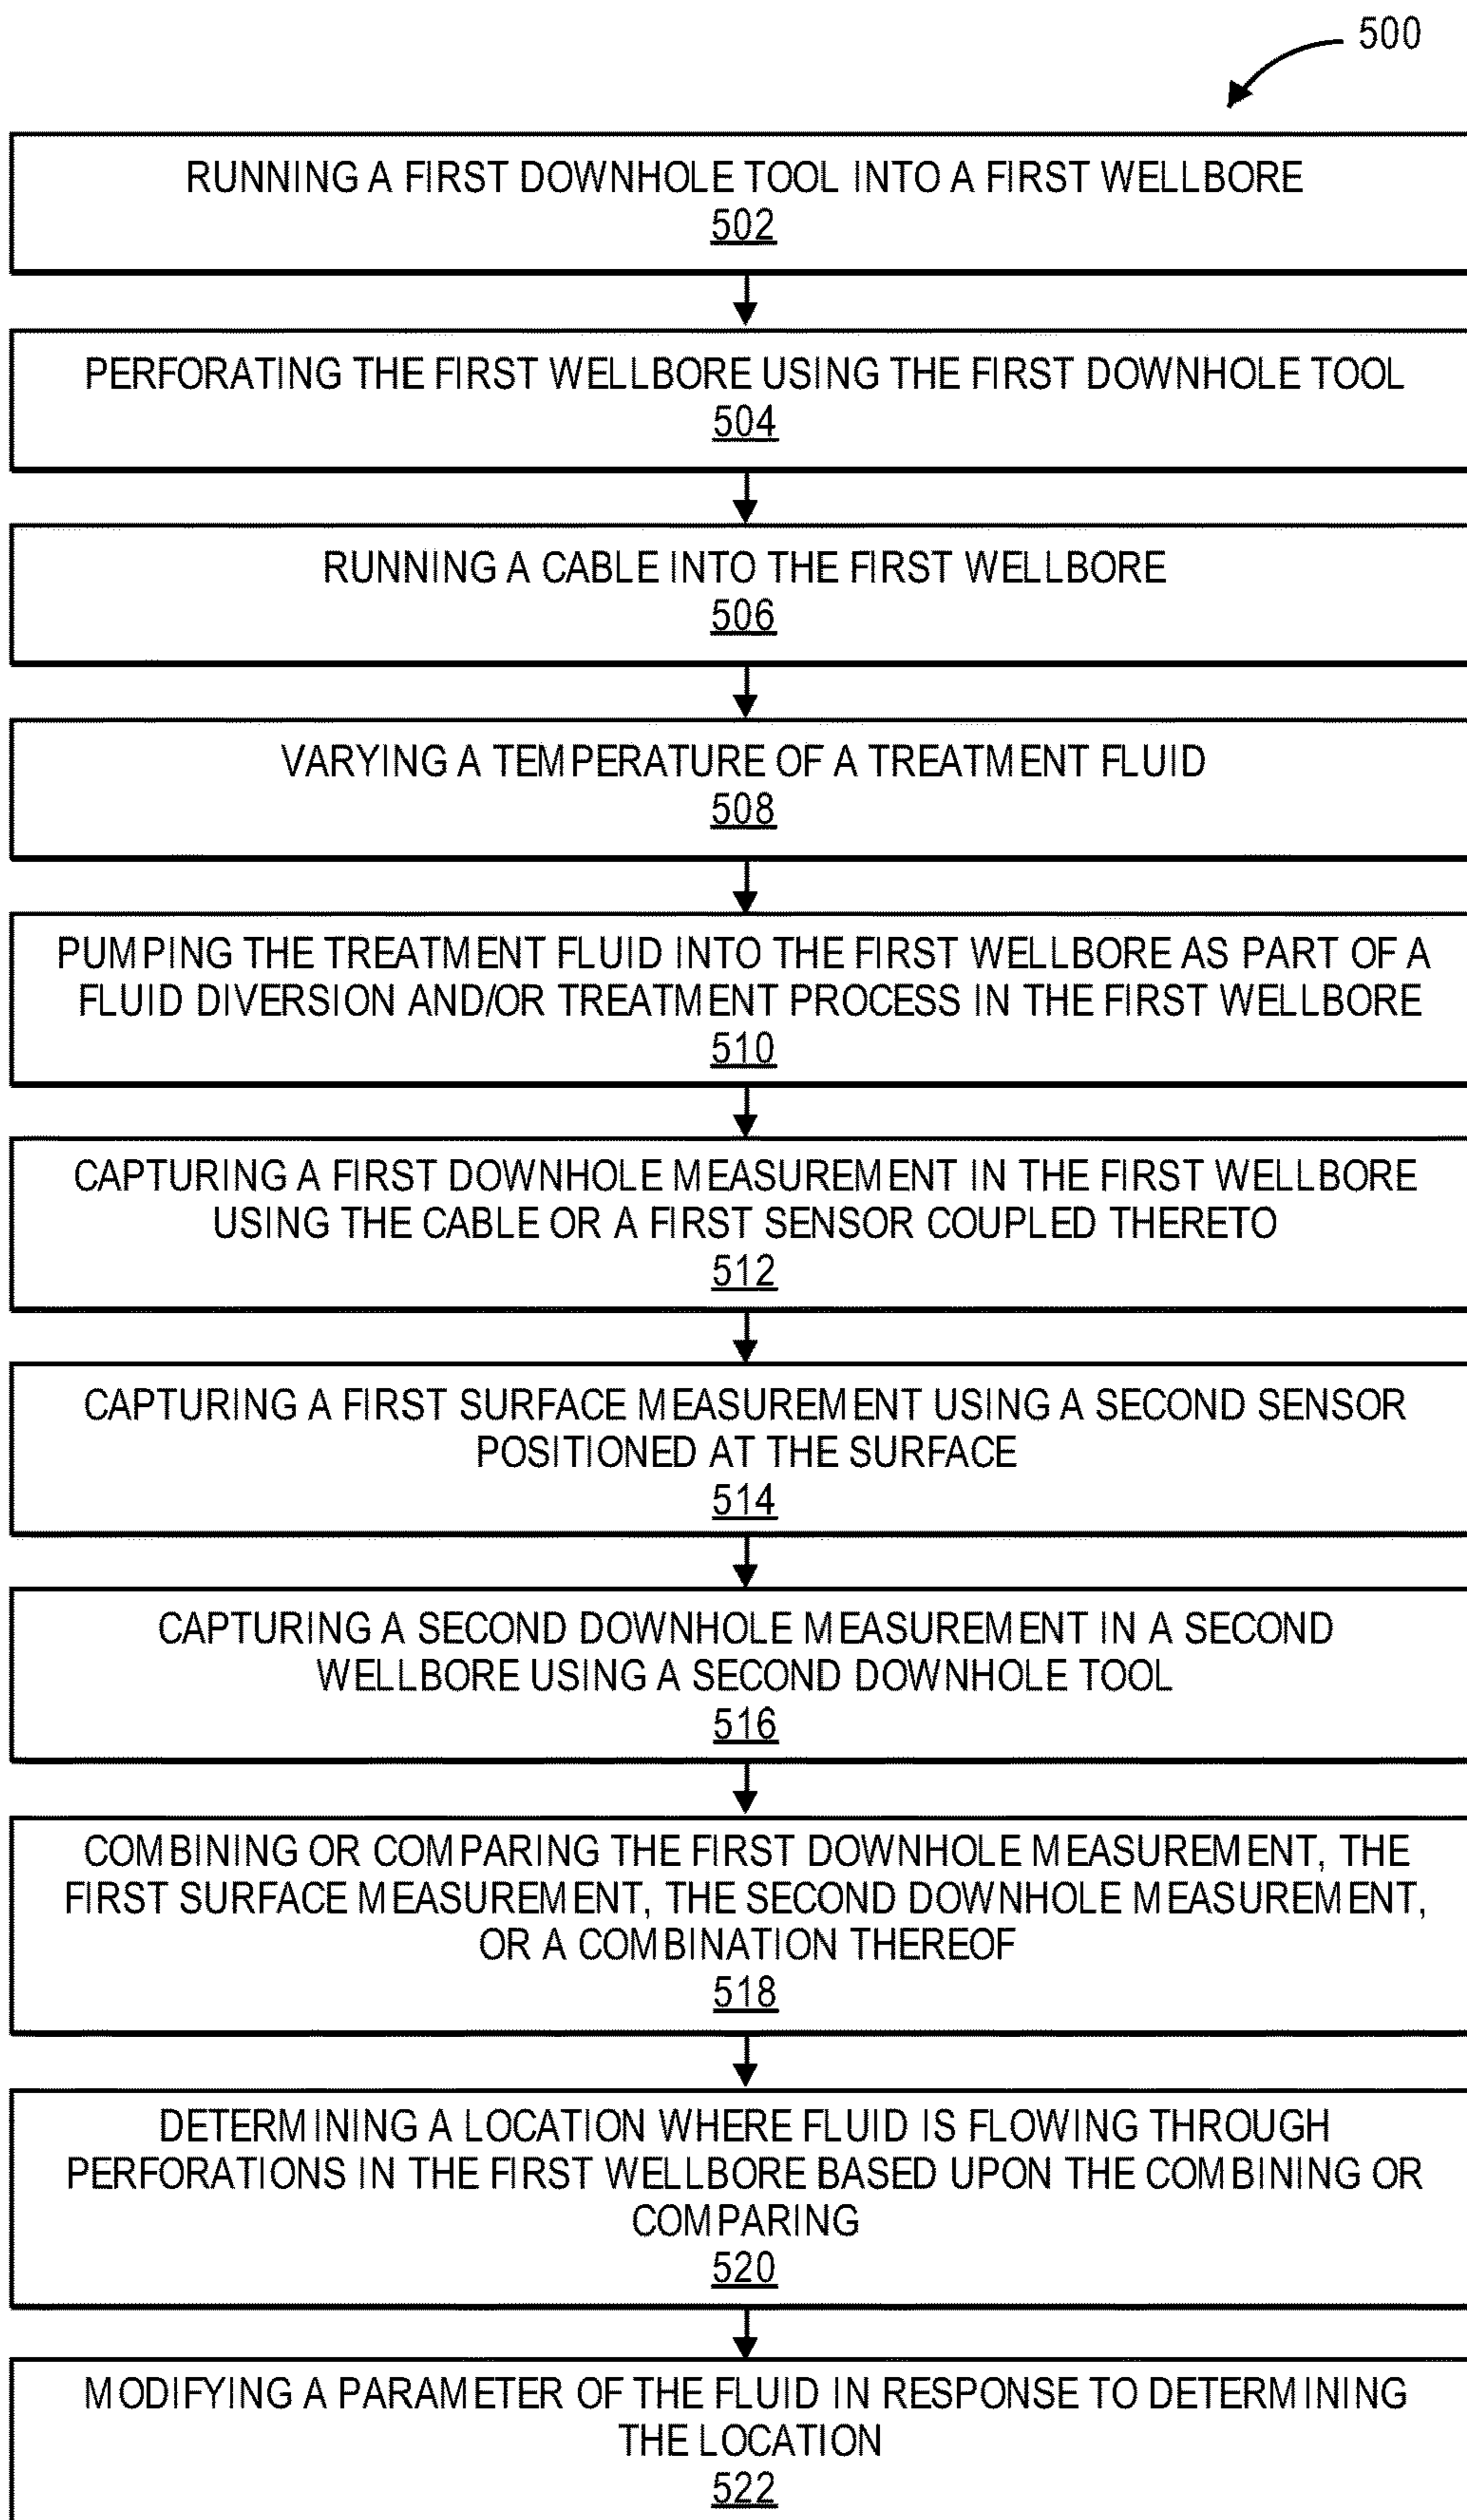 500
RUNNING A FIRST DOWNHOLE TOOL INTO A FIRST WELLBORE
502
PERFORATING THE FIRST WELLBORE USING THE FIRST DOWNHOLE TOOL
504
RUNNING A CABLE INTO THE FIRST WELLBORE
506
VARYING A TEMPERATURE OF A TREATMENT FLUID
508
PUMPING THE TREATMENT FLUID INTO THE FIRST WELLBORE AS PART OF A
FLUID DIVERSION AND/OR TREATMENT PROCESS IN THE FIRST WELLBORE
510
CAPTURING A FIRST DOWNHOLE MEASUREMENT IN THE FIRST WELLBORE
USING THE CABLE OR A FIRST SENSOR COUPLED THERETO
512
CAPTURING A FIRST SURFACE MEASUREMENT USING A SECOND SENSOR
POSITIONED AT THE SURFACE
514
CAPTURING A SECOND DOWNHOLE MEASUREMENT IN A SECOND
WELLBORE USING A SECOND DOWNHOLE TOOL
516
COMBINING OR COMPARING THE FIRST DOWNHOLE MEASUREMENT, THE
FIRST SURFACE MEASUREMENT, THE SECOND DOWNHOLE MEASUREMENT,
OR A COMBINATION THEREOF
518
DETERMINING A LOCATION WHERE FLUID IS FLOWING THROUGH
PERFORATIONS IN THE FIRST WELLBORE BASED UPON THE COMBINING OR
COMPARING
520
MODIFYING A PARAMETER OF THE FLUID IN RESPONSE TO DETERMINING
THE LOCATION
522